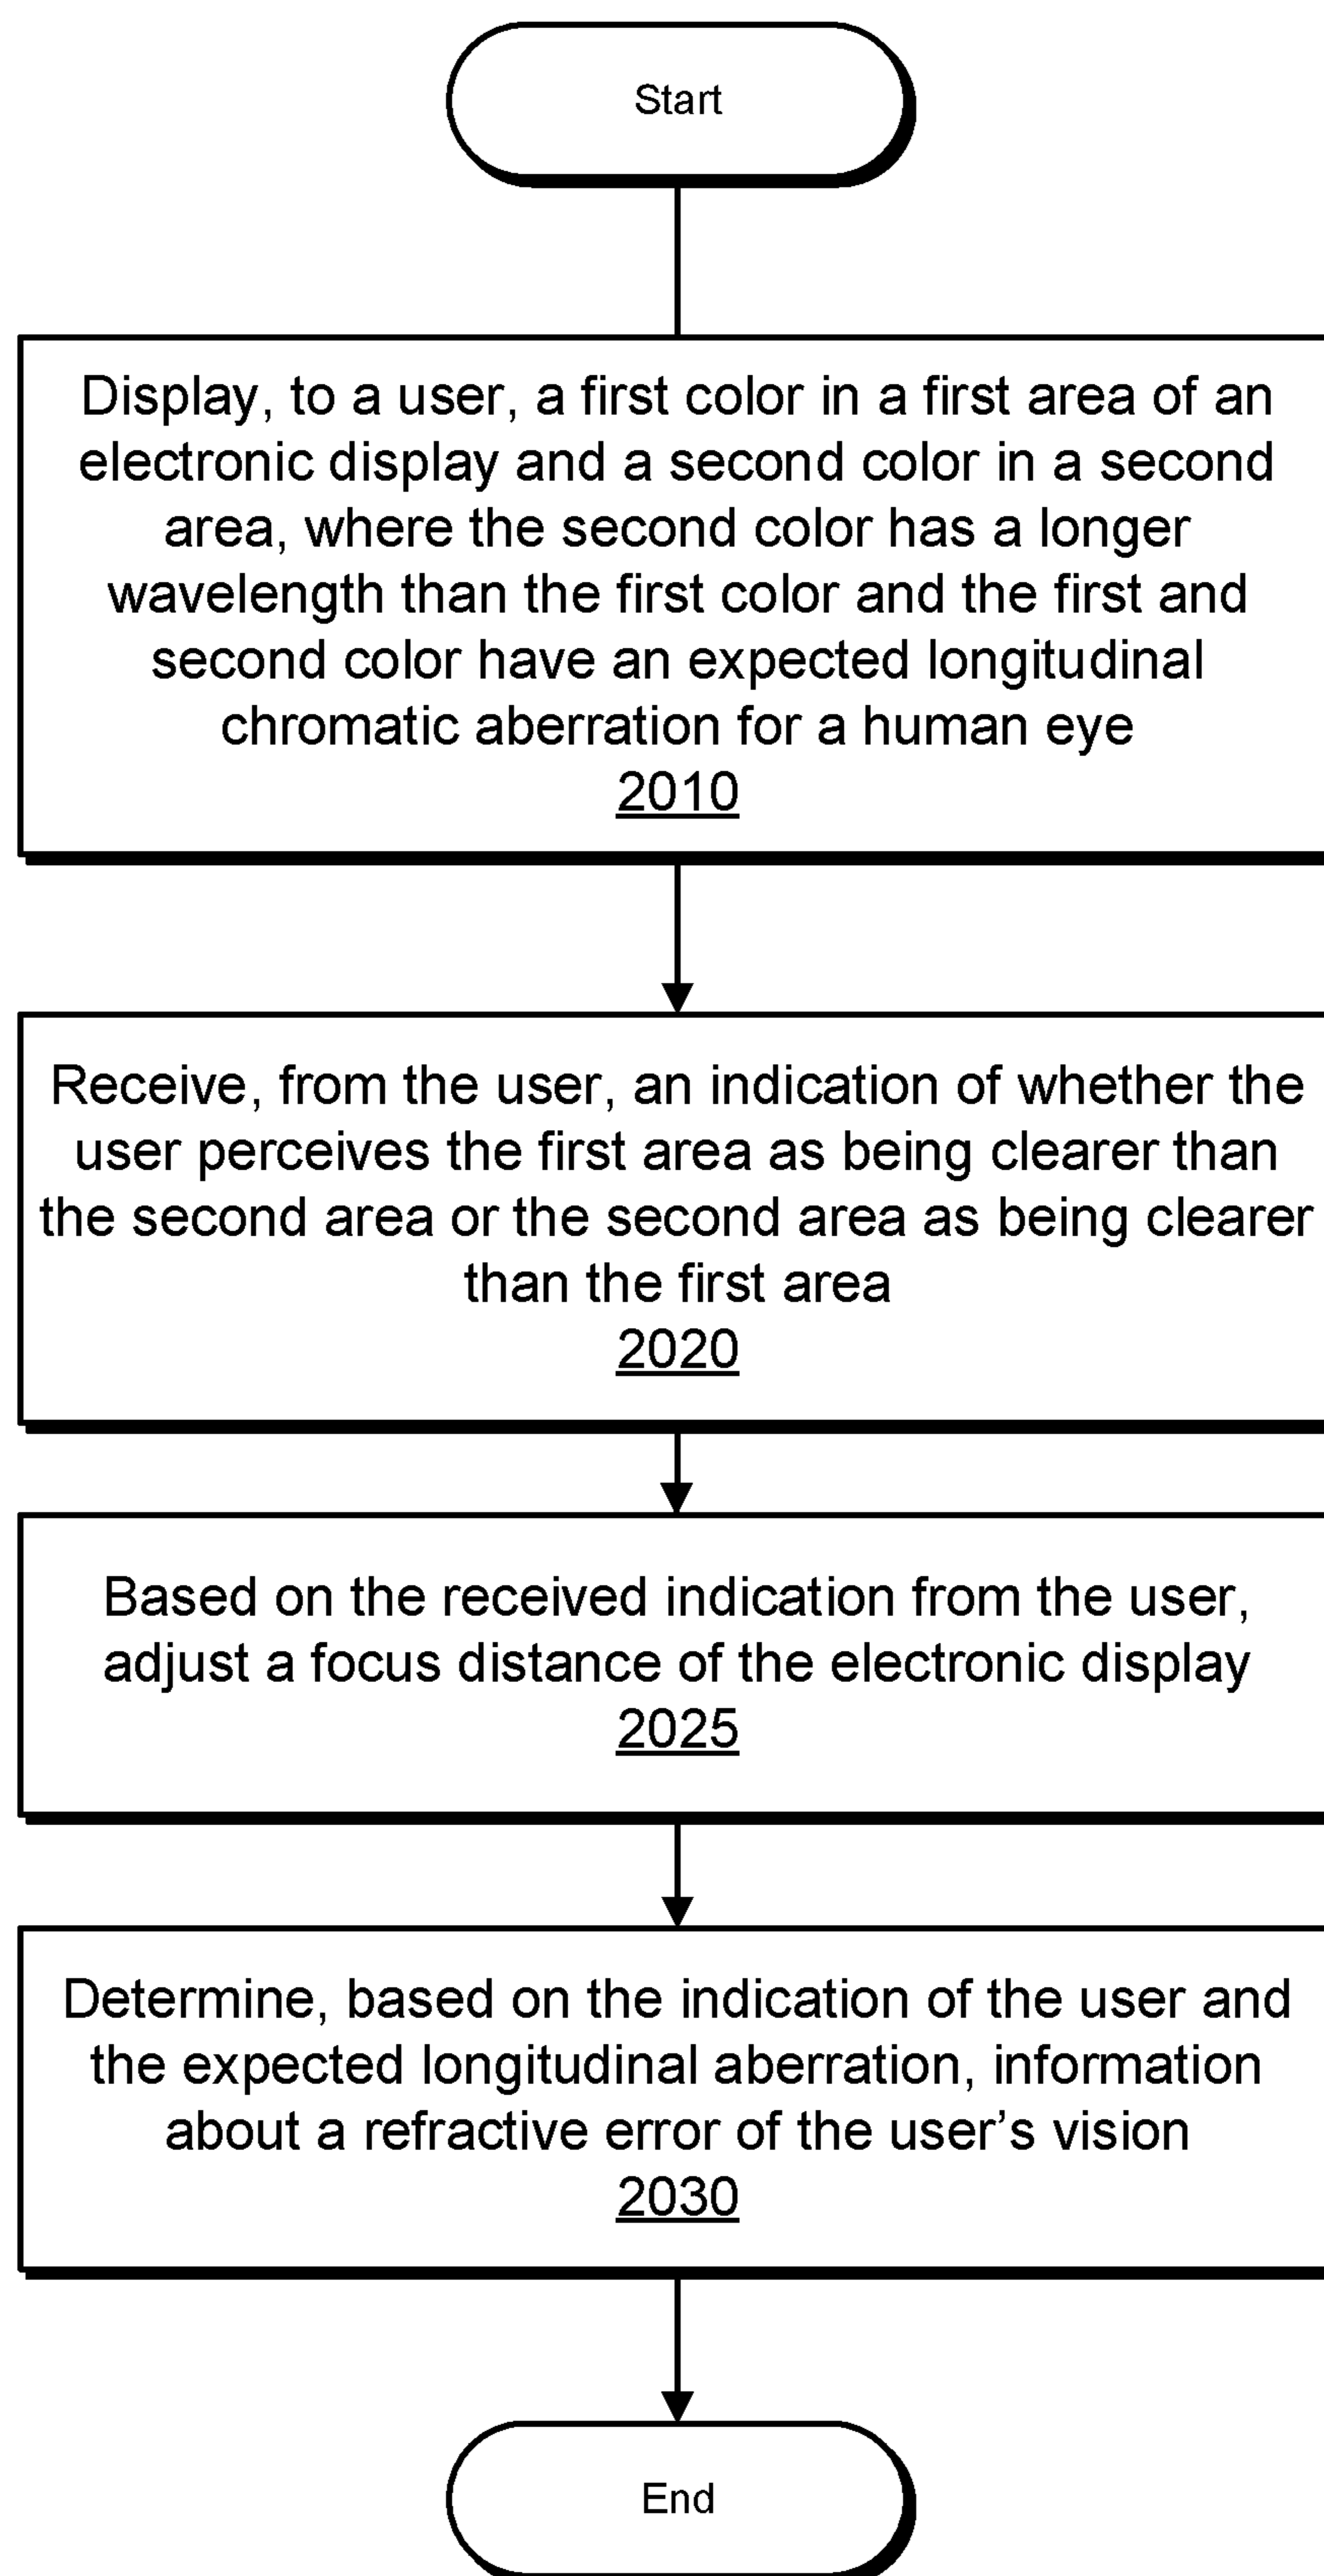 Start
Display, to a user, a first color in a first area of an
electronic display and a second color in a second
area, where the second color has a longer
wavelength than the first color and the first and
second color have an expected longitudinal
chromatic aberration for a human eye
2010
Receive, from the user, an indication of whether the
user perceives the first area as being clearer than
the second area or the second area as being clearer
than the first area
2020
Based on the received indication from the user,
adjust a focus distance of the electronic display
2025
Determine, based on the indication of the user and
the expected longitudinal aberration, information
about a refractive error of the user’s vision
2030
End